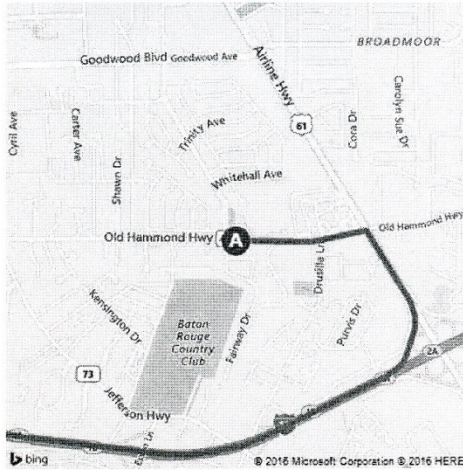 BROADMOOR
Goodwood Blvd Goodwood Ave
Airline Hwy
61
Cyril Ave
Carter Ave
Shawn Dr
Trinity Ave
Cora Dr
Carolyn Sue Dr
Whitehall Ave
Old Hammond Hwy
A
Old Hammond Hwy
Drusilla Ln
Kensington Dr
Baton
Rouge
Country
Club
Fairway Dr
Purvis Dr
2A
73
Jefferson Hwy
bing
© 2016 Microsoft Corporation © 2016 HERE